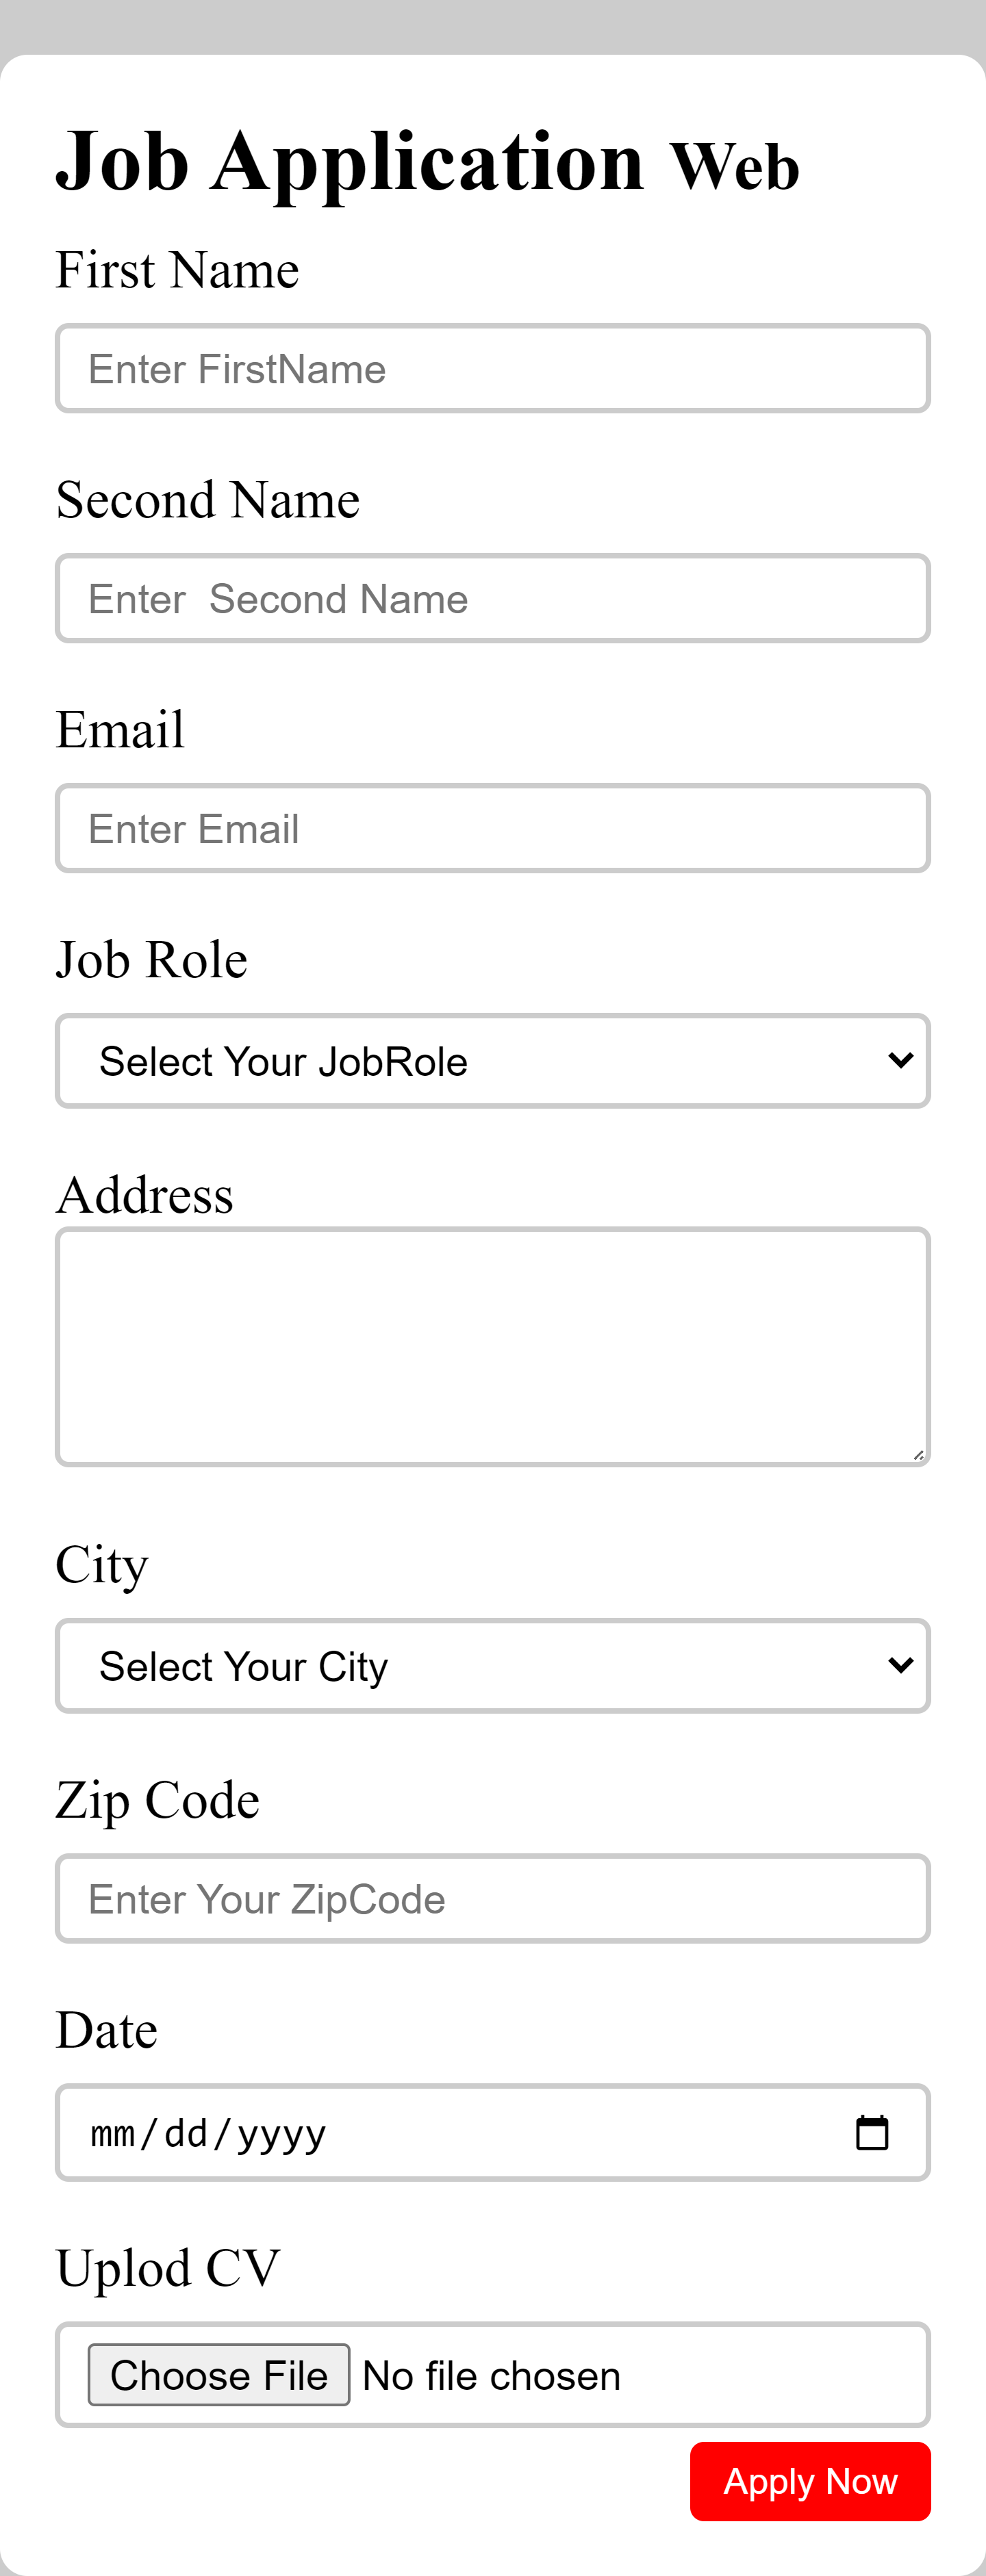 Job Application Web
First Name
Enter FirstName
Second Name
Enter  Second Name
Email
Enter Email
Job Role
Select Your JobRole
Address
City
Select Your City
Zip Code
Enter Your ZipCode
Date
mm/dd/yyyy
Uplod CV
Choose File No file chosen
Apply Now